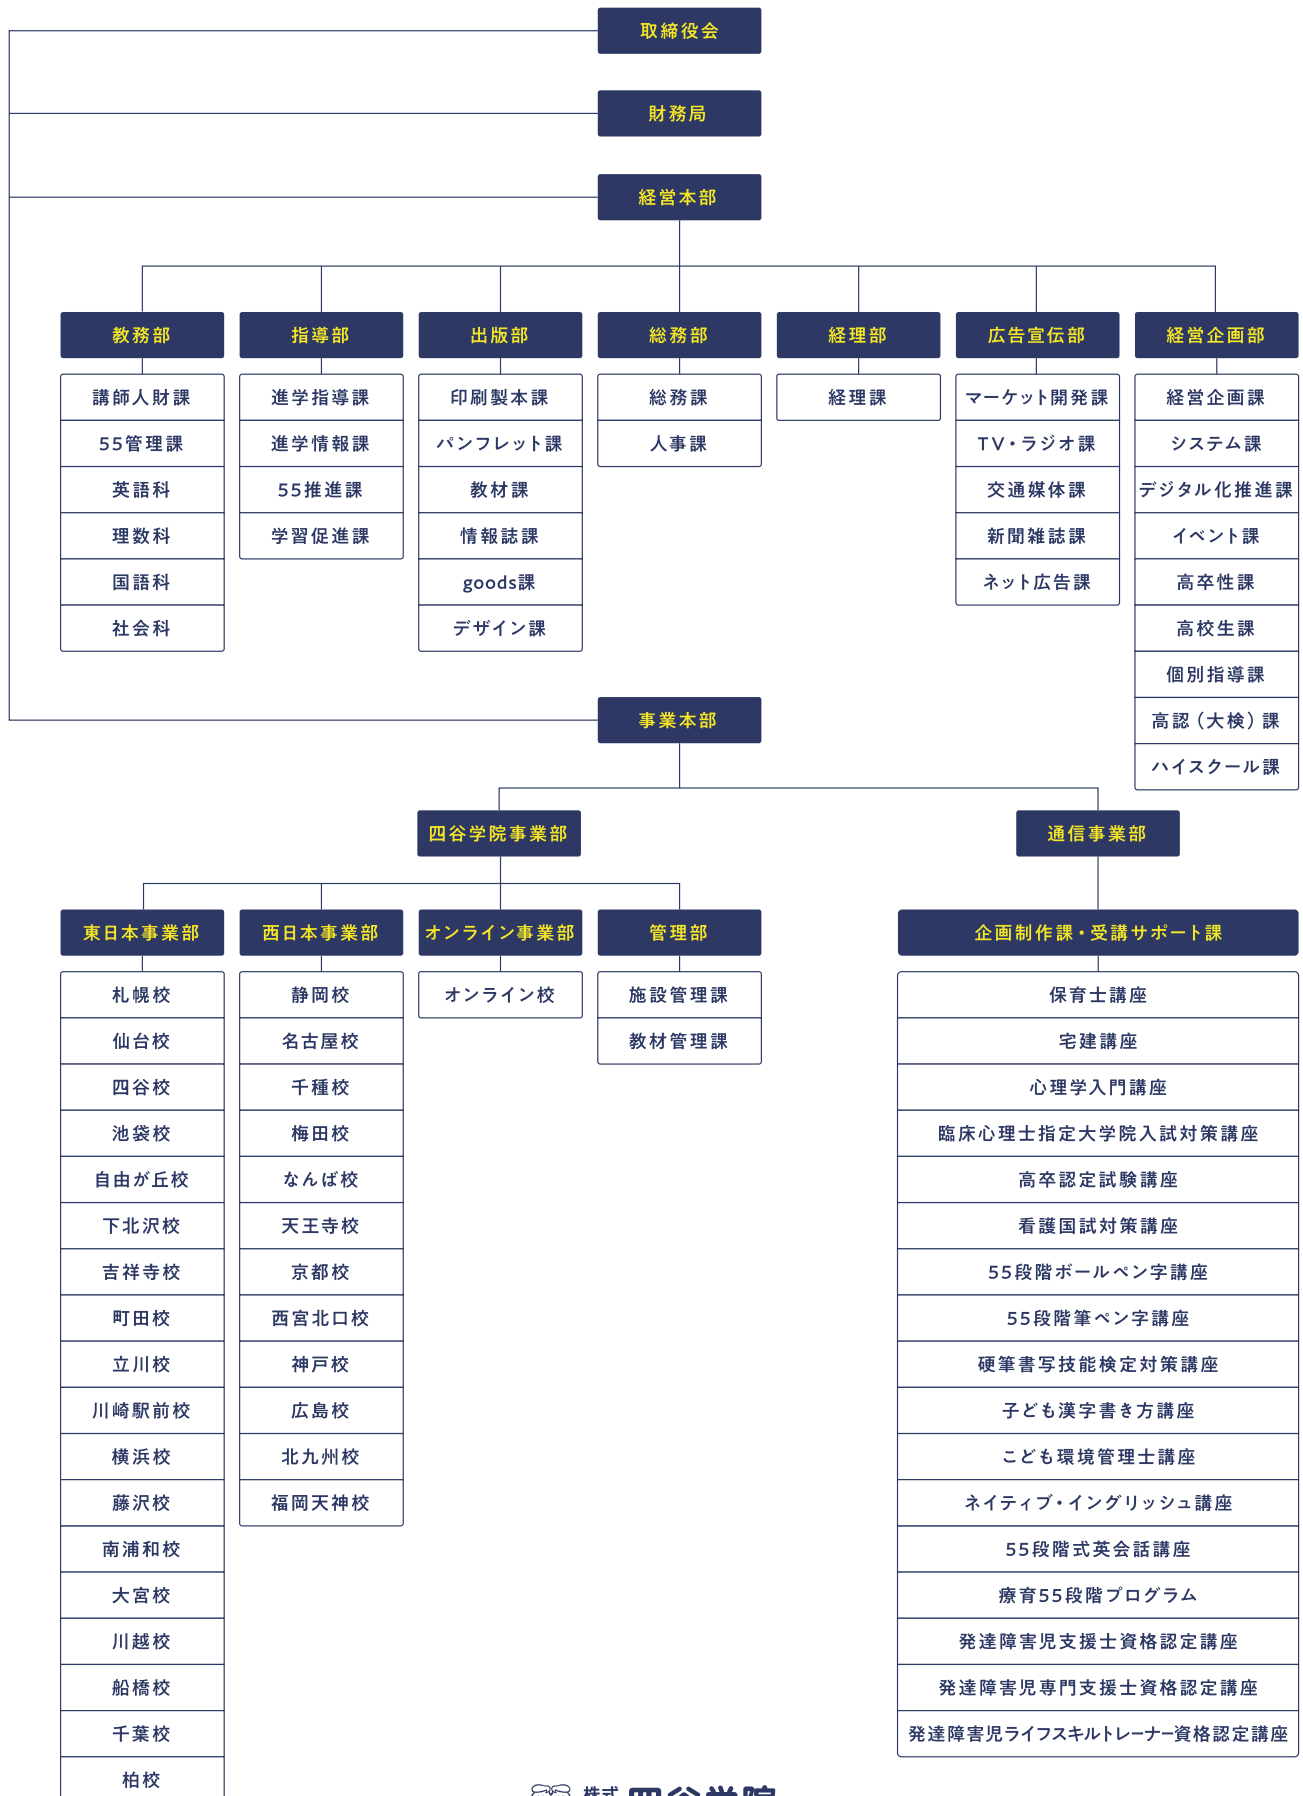 取締役会
財務局
経営本部
教務部
講師人財課
55管理課
英語科
理数科
国語科
社会科
指導部
進学指導課
進学情報課
55推進課
学習促進課
出版部
印刷製本課
パンフレット課
教材課
情報誌課
goods課
デザイン課
総務部
総務課
人事課
経理部
経理課
広告宣伝部
マーケット開発課
TV・ラジオ課
交通媒体課
新聞雑誌課
ネット広告課
経営企画部
経営企画課
システム課
デジタル化推進課
イベント課
高卒性課
高校生課
個別指導課
高認（大検）課
ハイスクール課
事業本部
四谷学院事業部
東日本事業部
札幌校
仙台校
四谷校
池袋校
自由が丘校
下北沢校
吉祥寺校
町田校
立川校
川崎駅前校
横浜校
藤沢校
南浦和校
大宮校
川越校
船橋校
千葉校
柏校
西日本事業部
静岡校
名古屋校
千種校
梅田校
なんば校
天王寺校
京都校
西宮北口校
神戸校
広島校
北九州校
福岡天神校
オンライン事業部
オンライン校
管理部
施設管理課
教材管理課
通信事業部
企画制作課・受講サポート課
保育士講座
宅建講座
心理学入門講座
臨床心理士指定大学院入試対策講座
高卒認定試験講座
看護国試対策講座
55段階ボールペン字講座
55段階筆ペン字講座
硬筆書写技能検定対策講座
子ども漢字書き方講座
こども環境管理士講座
ネイティブ・イングリッシュ講座
55段階式英会話講座
療育55段階プログラム
発達障害児支援士資格認定講座
発達障害児専門支援士資格認定講座
発達障害児ライフスキルトレーナー資格認定講座
株式 四谷学院